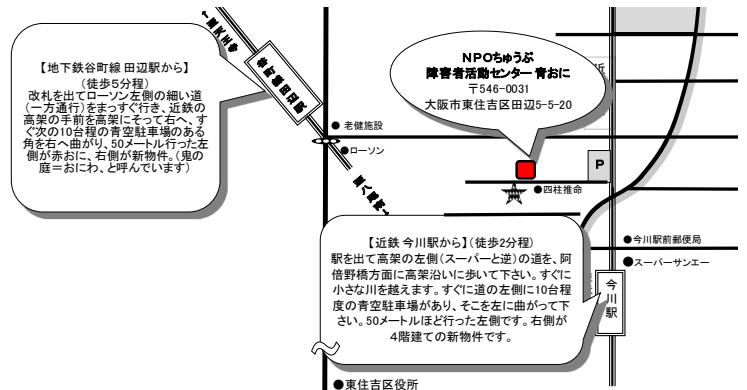 至天王寺
谷町線田辺駅
至八尾南
【地下鉄谷町線 田辺駅から】
(徒歩5分程)
改札を出てローソン左側の細い道
(一方通行)をまっすぐ行き、近鉄の
高架の手前を高架にそって右へ、す
ぐ次の10台程の青空駐車場のある
角を右へ曲がり、50メートル行った左
側が赤おに、右側が新物件。(鬼の
庭＝おにわ、と呼んでいます)
NPOちゅうぶ
障害者活動センター 青おに
〒546-0031
大阪市東住吉区田辺5-5-20
近
● 老健施設
●ローソン
P
●四柱推命
【近鉄 今川駅から】(徒歩2分程)
駅を出て高架の左側(スーパーと逆)の道を、阿
倍野橋方面に高架沿いに歩いて下さい。すぐに
小さな川を越えます。すぐに道の左側に10台程
度の青空駐車場があり、そこを左に曲がって下
さい。50メートルほど行った左側です。右側が
4階建ての新物件です。
●今川駅前郵便局
●スーパーサンエー
今川駅
●東住吉区役所